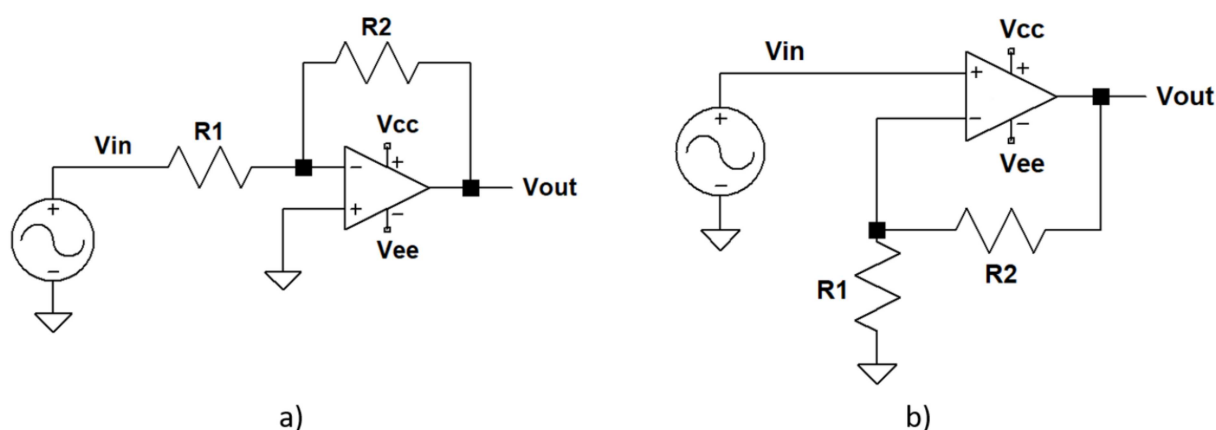 R2
Vcc
Vin
R1
+
-
+
+
-
-
Vout
Vee
a)
Vcc
Vin
+
+
-
-
Vout
+
Vee
-
R1
R2
b)